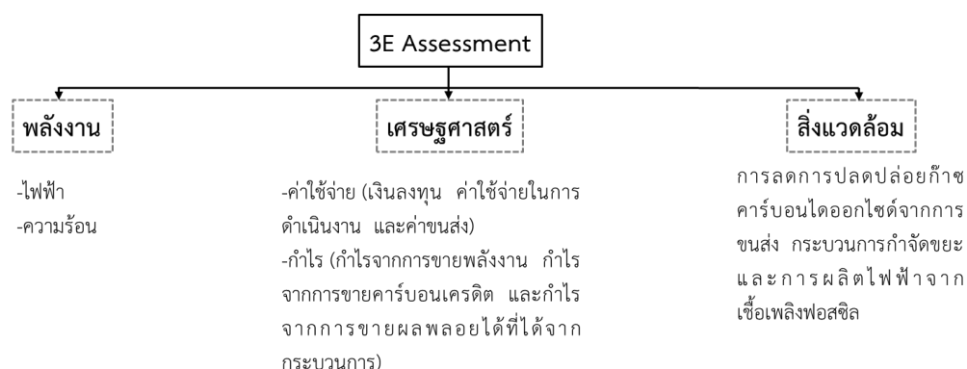 3E Assessment
พลังงาน
-ไฟฟ้า
-ความร้อน
เศรษฐศาสตร์
-ค่าใช้จ่าย (เงินลงทุน ค่าใช้จ่ายในการ
ดำเนินงาน และค่าขนส่ง)
-กำไร (กำไรจากการขายพลังงาน กำไร
จากการขายคาร์บอนเครดิต และกำไร
จากการขายผลพลอยได้ที่ได้จาก
กระบวนการ)
สิ่งแวดล้อม
การลดการปลดปล่อยก๊าซ
คาร์บอนไดออกไซด์จากการ
ขนส่ง กระบวนการกำจัดขยะ
และการผลิตไฟฟ้าจาก
เชื้อเพลิงฟอสซิล